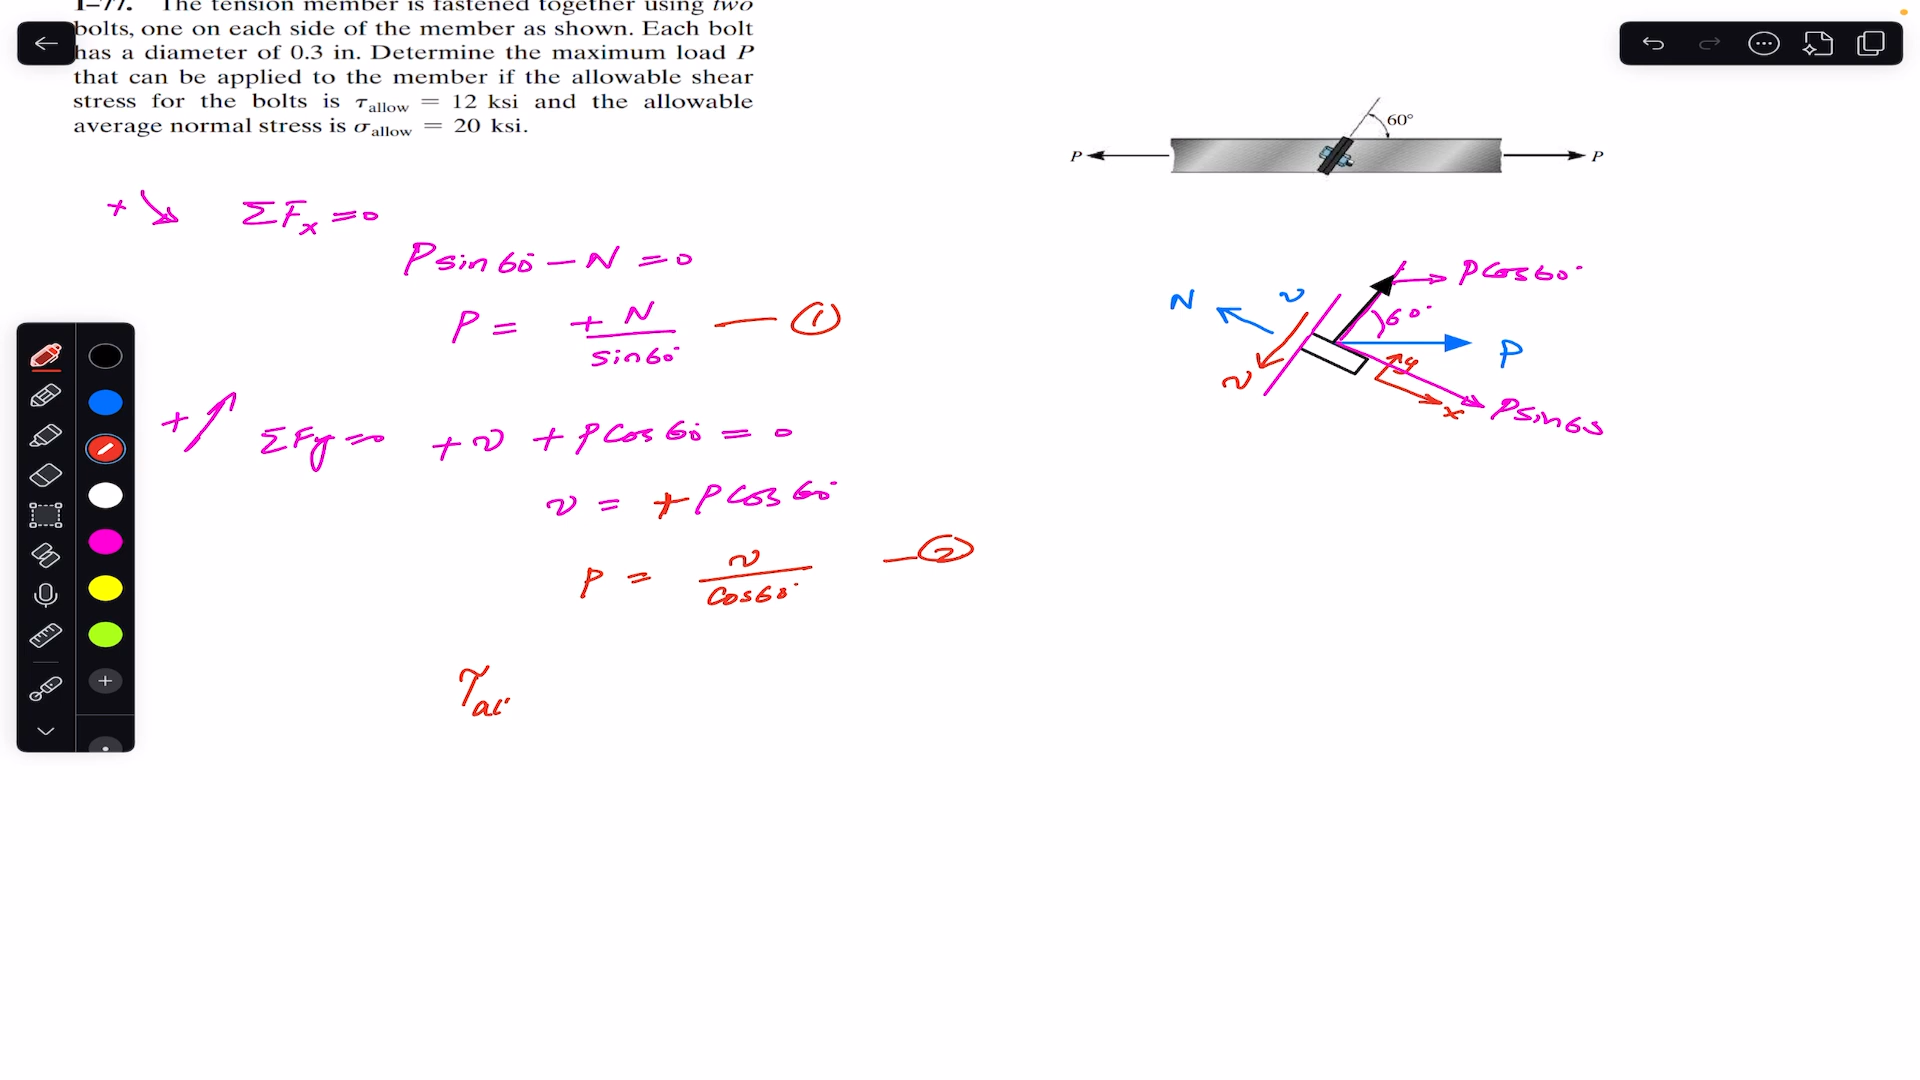 1–77. The tension member is fastened together using two
bolts, one on each side of the member as shown. Each bolt
has a diameter of 0.3 in. Determine the maximum load P
that can be applied to the member if the allowable shear
stress for the bolts is τallow = 12 ksi and the allowable
average normal stress is σallow = 20 ksi.
60°
P
P
+↘ ΣFx = 0
P sin 60° − N = 0
P = + N / sin 60° — ①
+↗ ΣFy = 0 + v + P cos 60° = 0
v = + P cos 60°
P = v / cos 60° — ②
τal
P cos 60°
N
v
60°
P
v
y
x
P sin 60